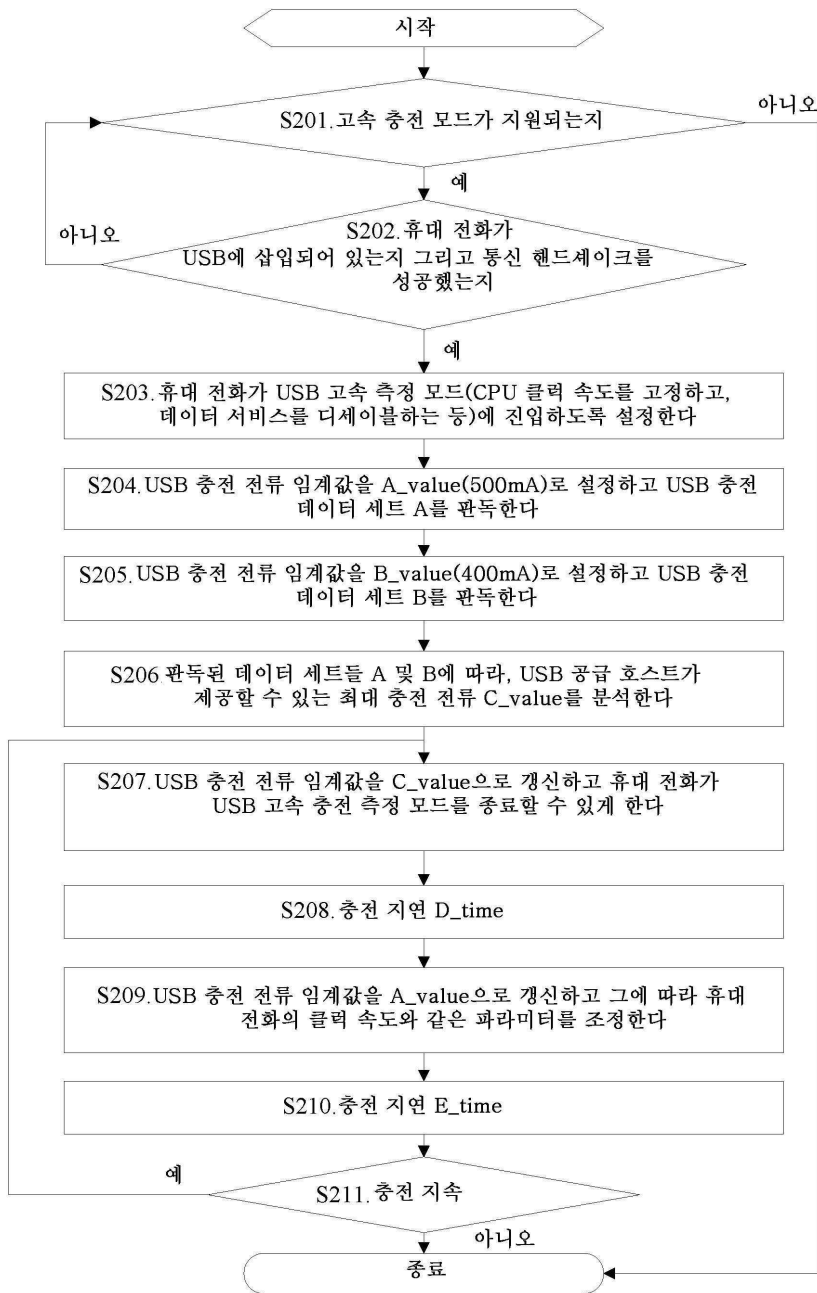 시작
S201.고속 충전 모드가 지원되는지
아니오
예
아니오
S202.휴대 전화가
USB에 삽입되어 있는지 그리고 통신 핸드셰이크를
성공했는지
예
S203.휴대 전화가 USB 고속 측정 모드(CPU 클럭 속도를 고정하고,
데이터 서비스를 디세이블하는 등)에 진입하도록 설정한다
S204.USB 충전 전류 임계값을 A_value(500mA)로 설정하고 USB 충전
데이터 세트 A를 판독한다
S205.USB 충전 전류 임계값을 B_value(400mA)로 설정하고 USB 충전
데이터 세트 B를 판독한다
S206.판독된 데이터 세트들 A 및 B에 따라, USB 공급 호스트가
제공할 수 있는 최대 충전 전류 C_value를 분석한다
S207.USB 충전 전류 임계값을 C_value으로 갱신하고 휴대 전화가
USB 고속 충전 측정 모드를 종료할 수 있게 한다
S208.충전 지연 D_time
S209.USB 충전 전류 임계값을 A_value으로 갱신하고 그에 따라 휴대
전화의 클럭 속도와 같은 파라미터를 조정한다
S210.충전 지연 E_time
예
S211.충전 지속
아니오
종료